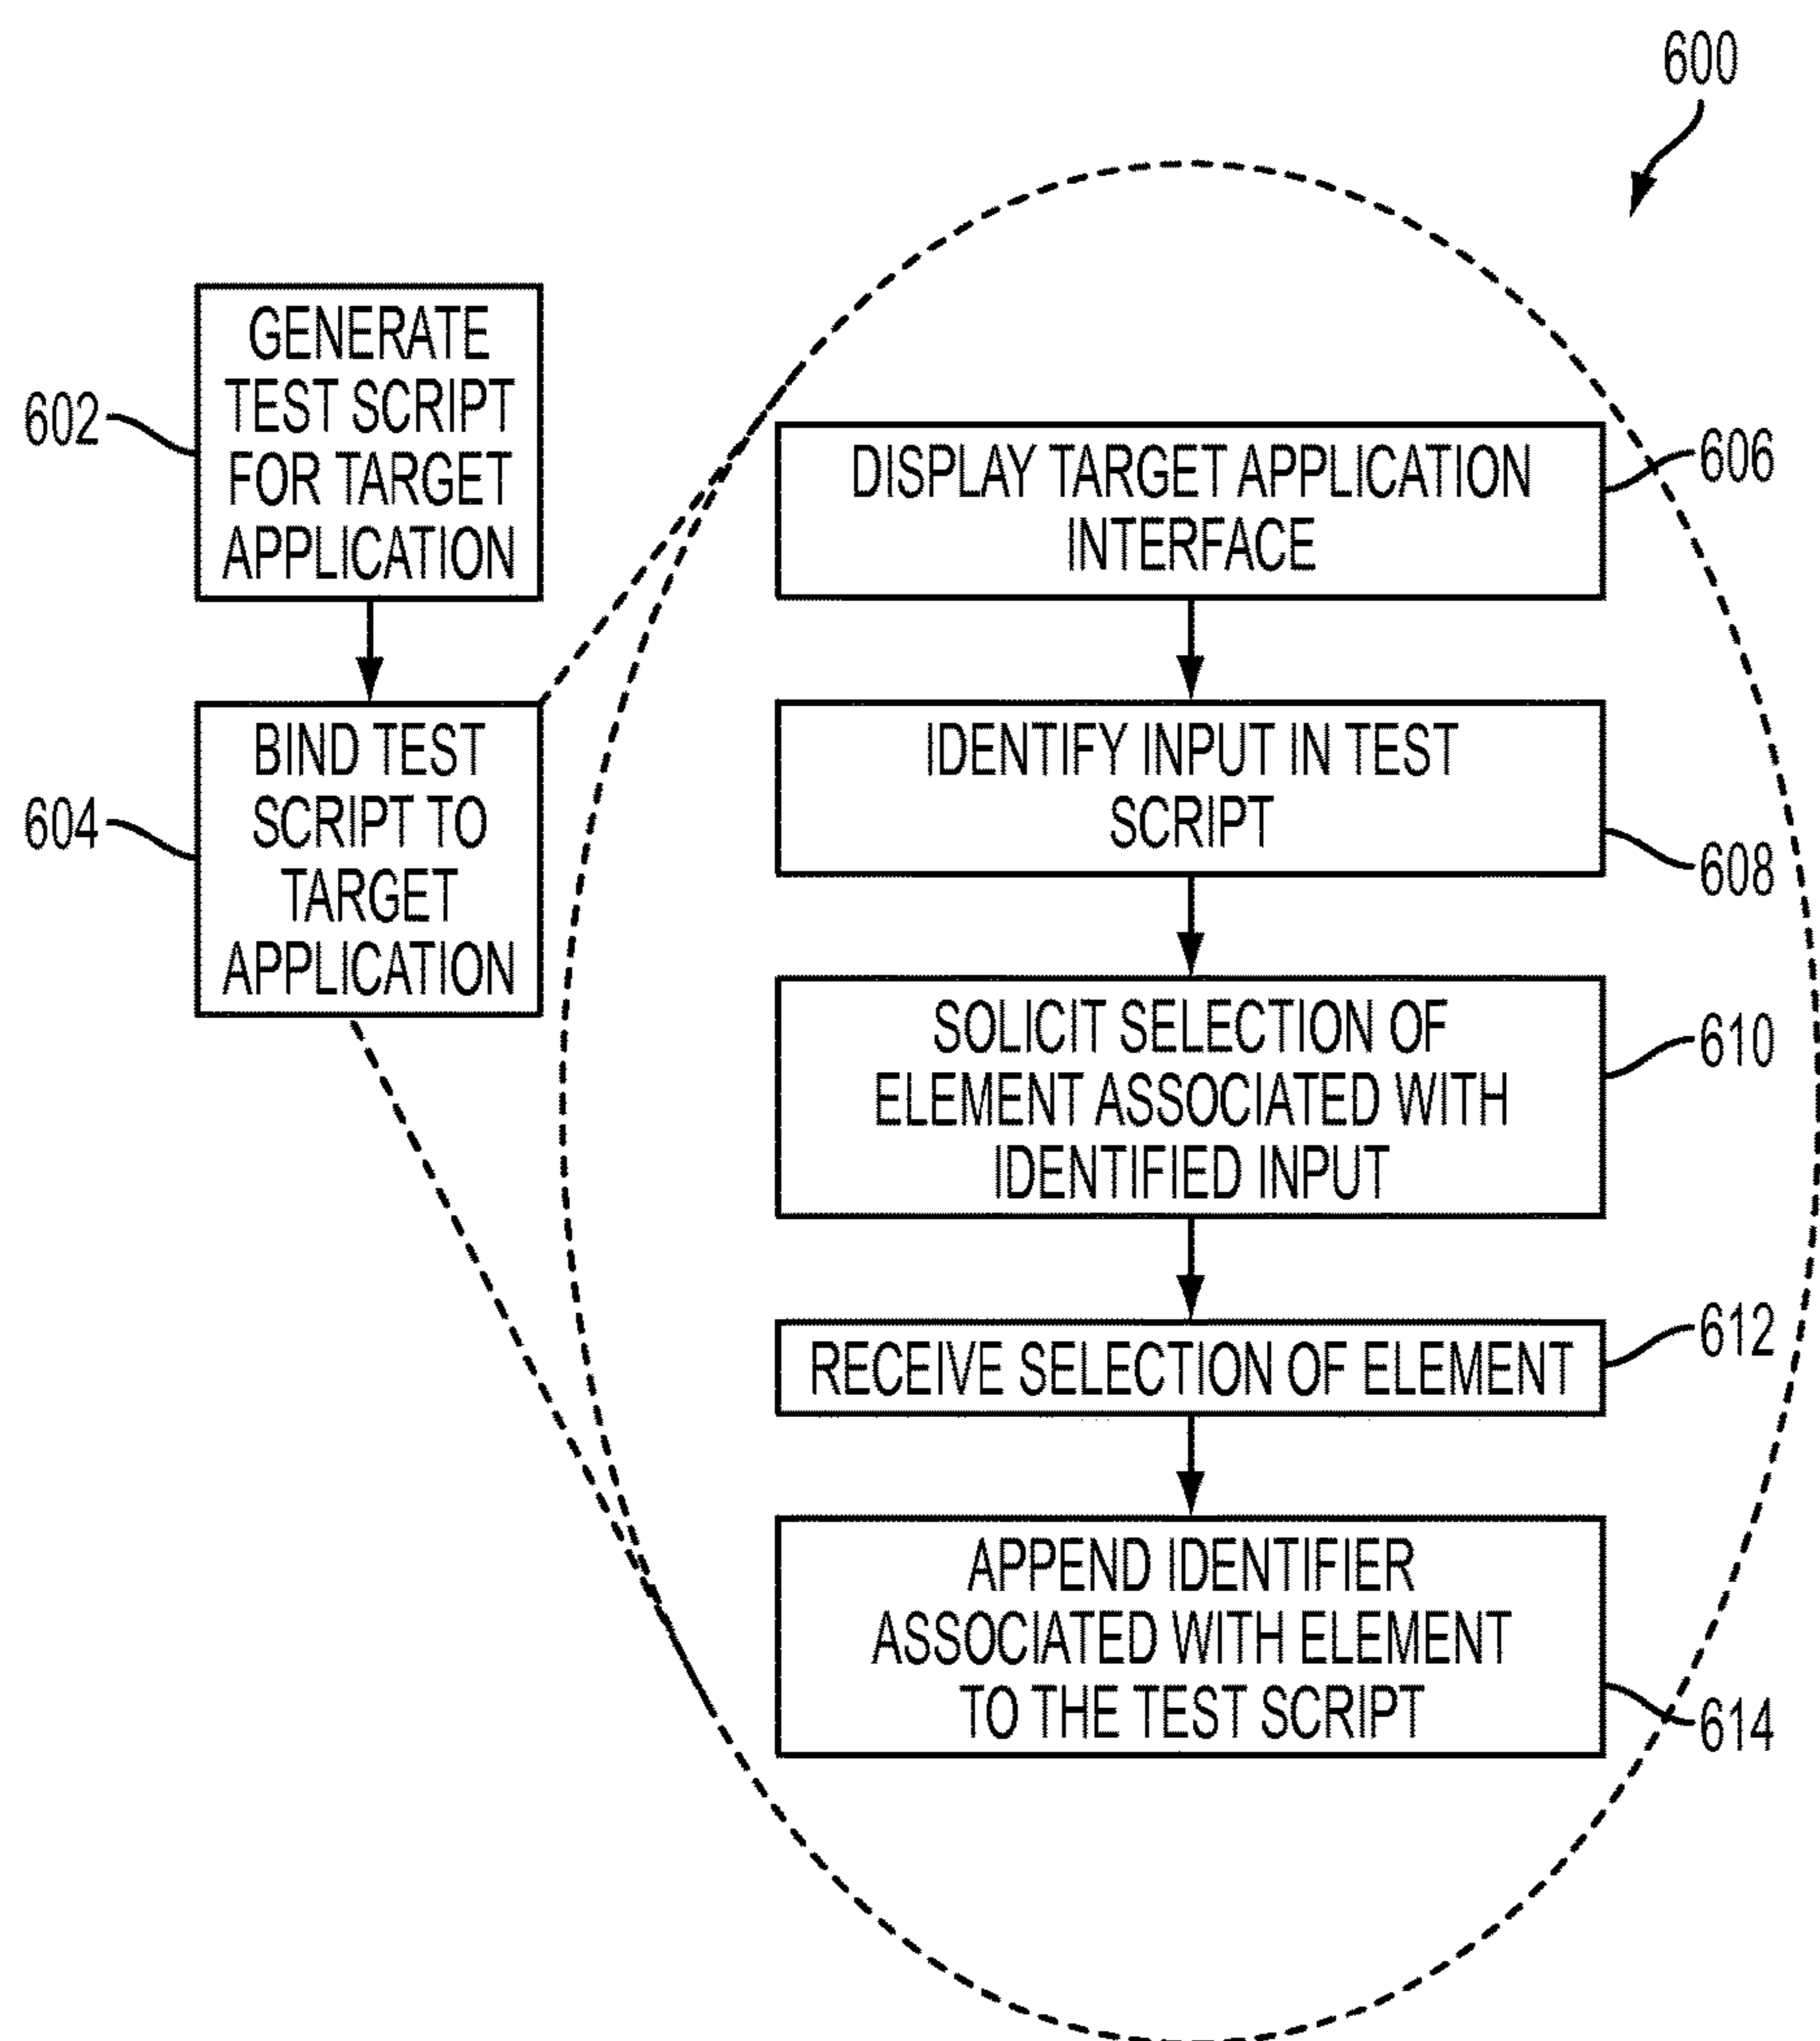 600
GENERATE
TEST SCRIPT
FOR TARGET
APPLICATION
602
BIND TEST
SCRIPT TO
TARGET
APPLICATION
604
DISPLAY TARGET APPLICATION
INTERFACE
606
IDENTIFY INPUT IN TEST
SCRIPT
608
SOLICIT SELECTION OF
ELEMENT ASSOCIATED WITH
IDENTIFIED INPUT
610
RECEIVE SELECTION OF ELEMENT
612
APPEND IDENTIFIER
ASSOCIATED WITH ELEMENT
TO THE TEST SCRIPT
614